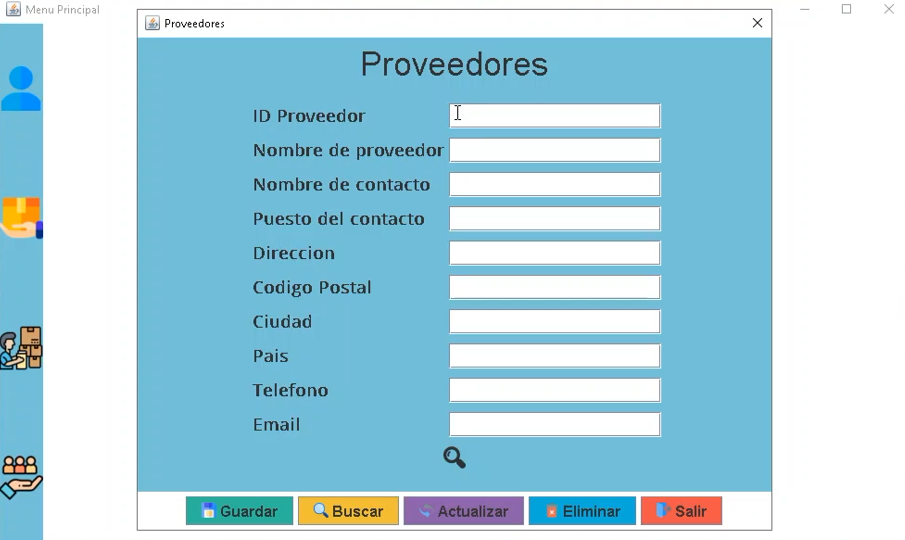 Menu Principal
Proveedores
Proveedores
ID Proveedor
Nombre de proveedor
Nombre de contacto
Puesto del contacto
Direccion
Codigo Postal
Ciudad
Pais
Telefono
Email
Guardar Buscar Actualizar Eliminar Salir